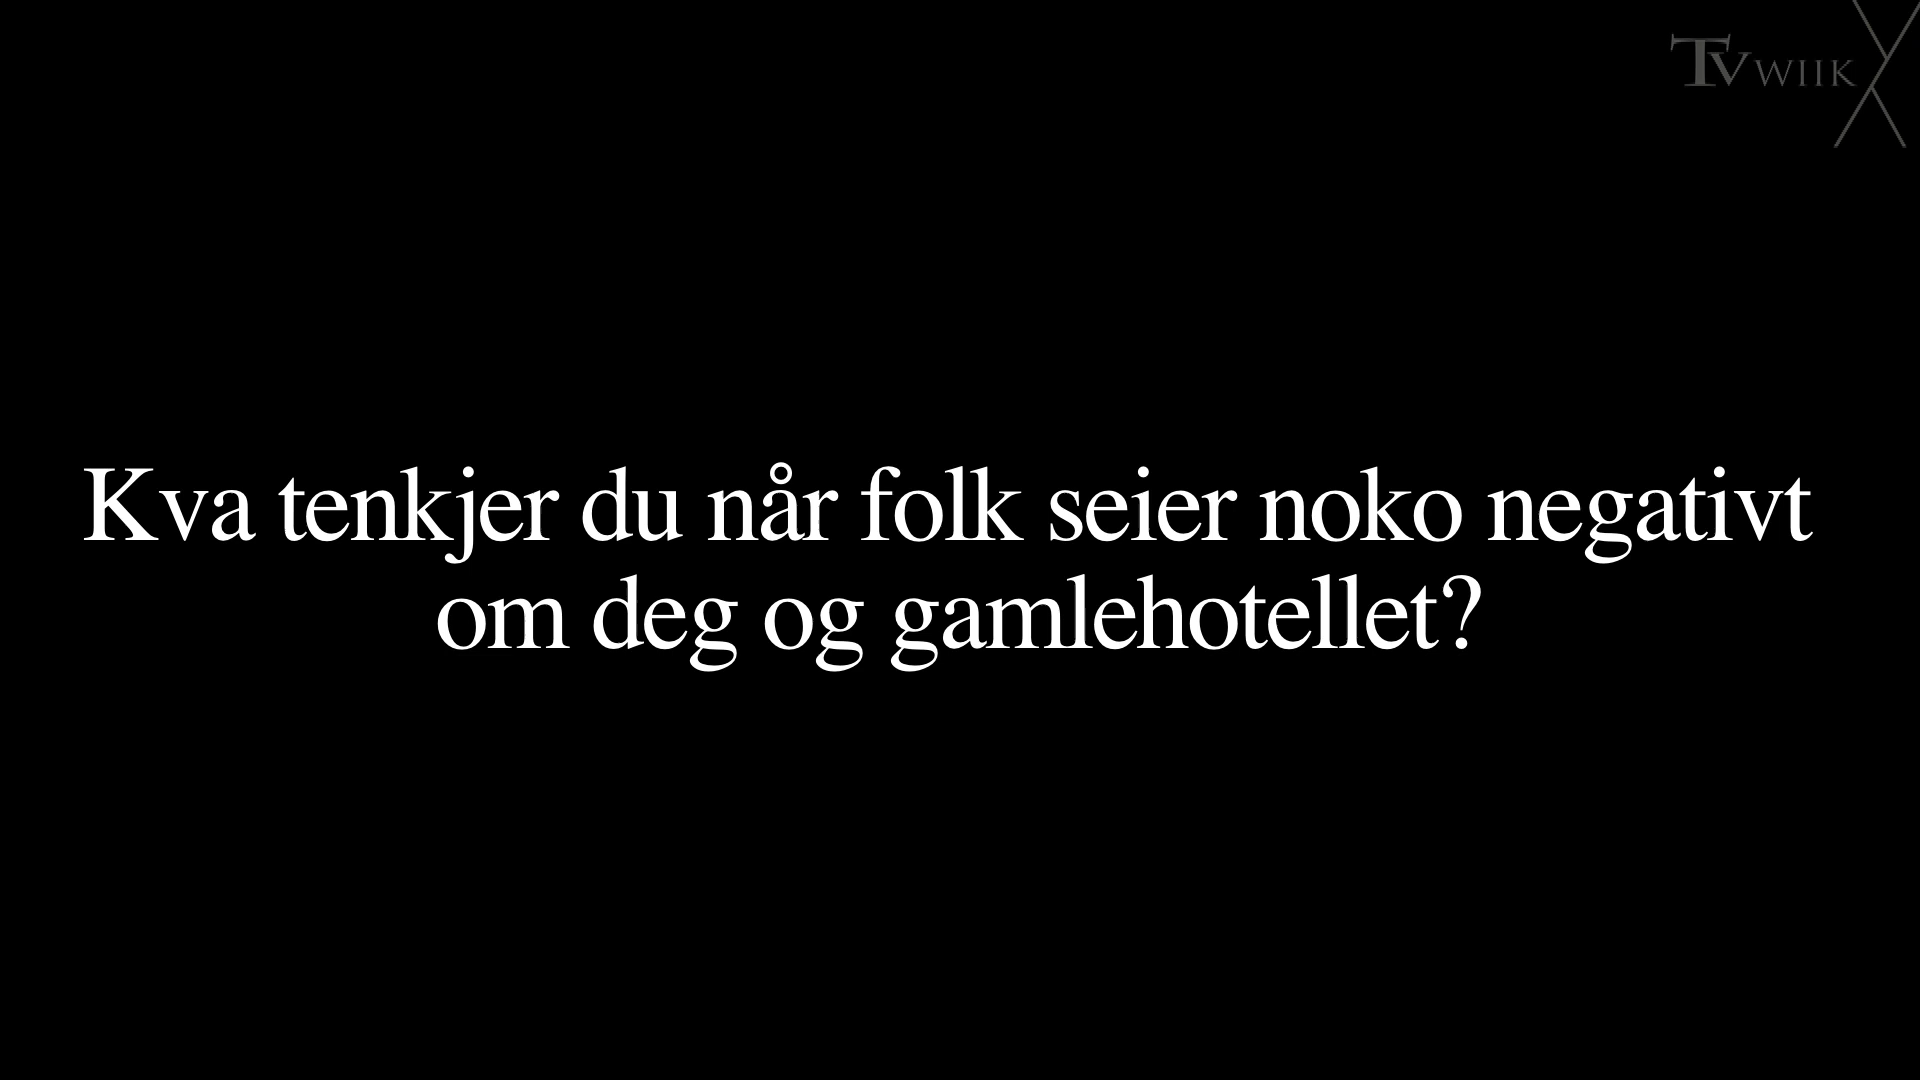 TV WIIK
Kva tenkjer du når folk seier noko negativt
om deg og gamlehotellet?